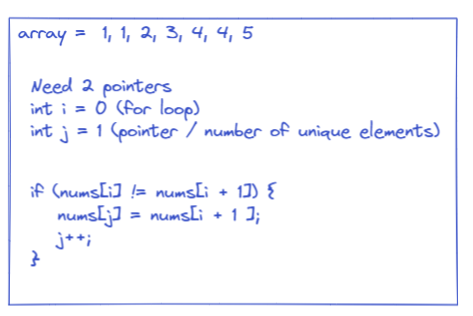 array = 1, 1, 2, 3, 4, 4, 5
Need 2 pointers
int i = 0 (for loop)
int j = 1 (pointer / number of unique elements)
if (nums[i] != nums[i + 1]) {
nums[j] = nums[i + 1 ];
j++;
}